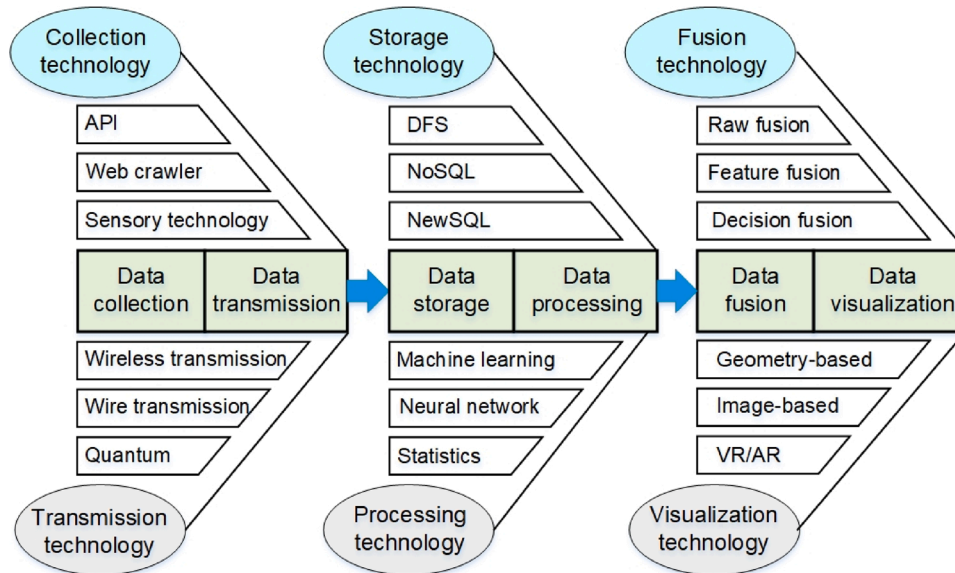 Collection
technology
Storage
technology
Fusion
technology
API
Web crawler
Sensory technology
DFS
NoSQL
NewSQL
Raw fusion
Feature fusion
Decision fusion
Data
collection
Data
transmission
Data
storage
Data
processing
Data
fusion
Data
visualization
Wireless transmission
Wire transmission
Quantum
Machine learning
Neural network
Statistics
Geometry-based
Image-based
VR/AR
Transmission
technology
Processing
technology
Visualization
technology